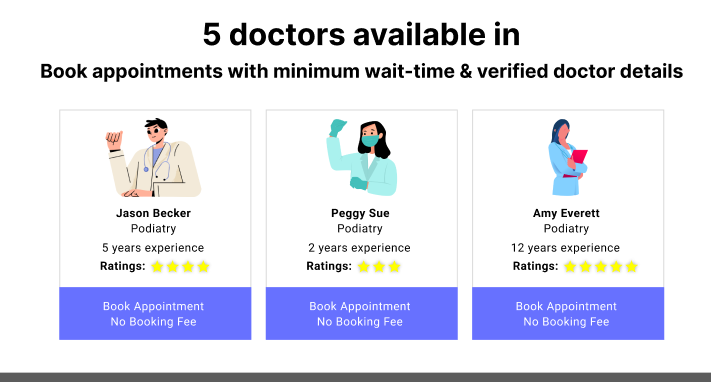 5 doctors available in
Book appointments with minimum wait-time & verified doctor details
Jason Becker
Podiatry
5 years experience
Ratings:
Book Appointment
No Booking Fee
Peggy Sue
Podiatry
2 years experience
Ratings:
Book Appointment
No Booking Fee
Amy Everett
Podiatry
12 years experience
Ratings:
Book Appointment
No Booking Fee